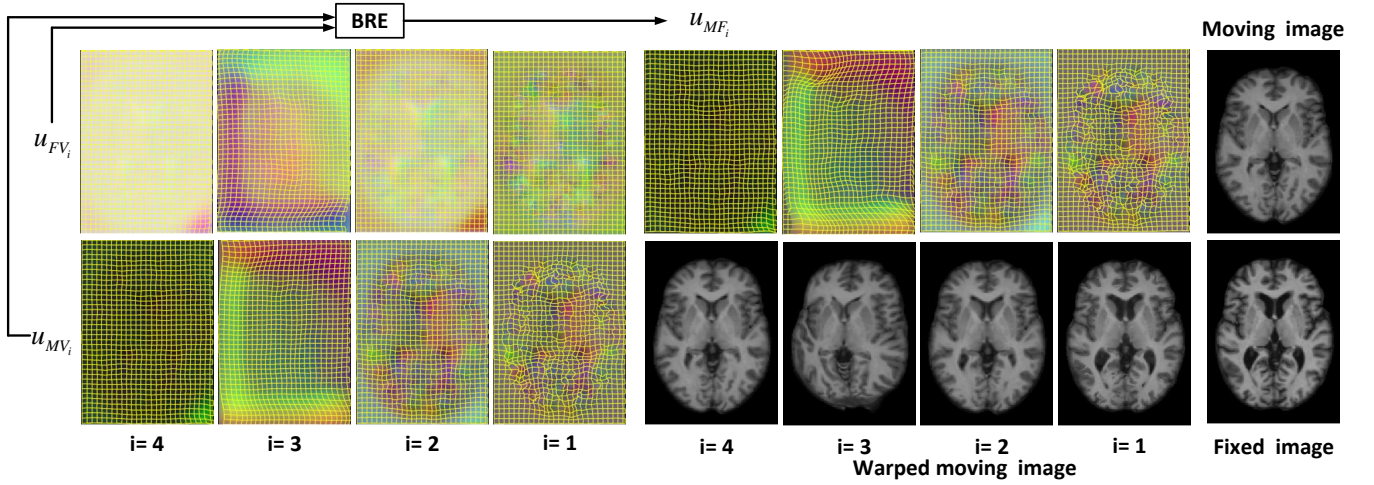 BRE
u_{MF_i}
Moving image
u_{FV_i}
u_{MV_i}
i= 4 i= 3 i= 2 i= 1 i= 4 i= 3 i= 2 i= 1 Fixed image
Warped moving image